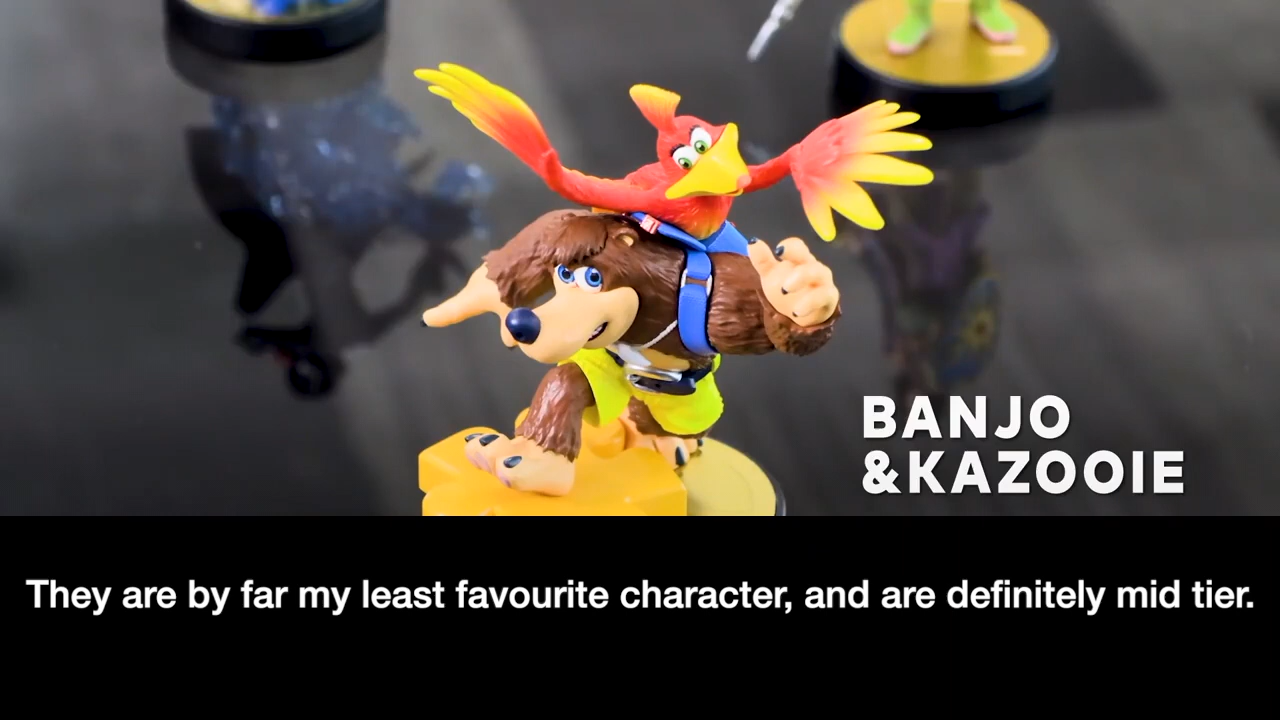 BANJO
&KAZOOIE
They are by far my least favourite character, and are definitely mid tier.